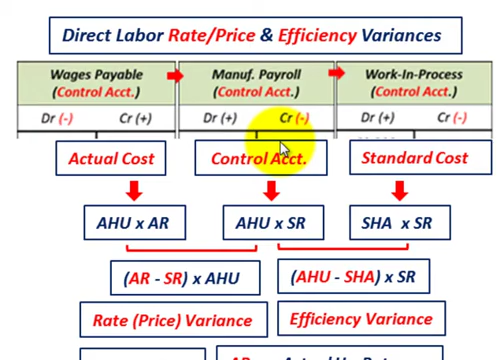 Direct Labor Rate/Price & Efficiency Variances
Wages Payable Manuf. Payroll Work-In-Process
(Control Acct.) (Control Acct.) (Control Acct.)
Dr (-) Cr (+) Dr (+) Cr (-) Dr (+) Cr (-)
Actual Cost Control Acct. Standard Cost
AHU x AR AHU x SR SHA x SR
(AR - SR) x AHU (AHU - SHA) x SR
Rate (Price) Variance Efficiency Variance